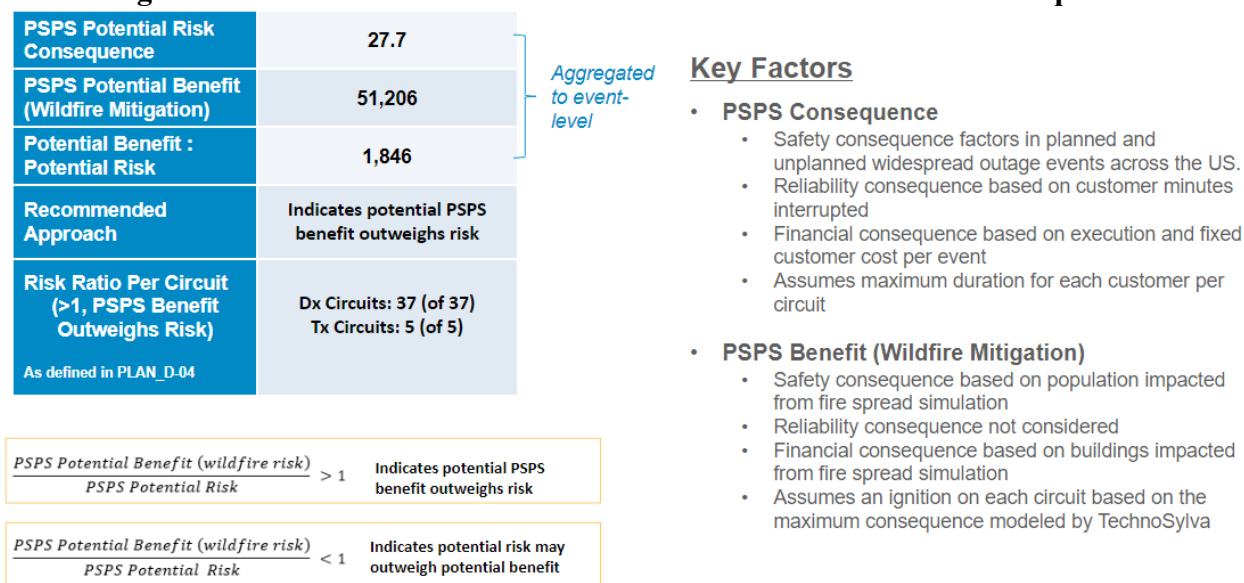 PSPS Potential Risk
Consequence
27.7
PSPS Potential Benefit
(Wildfire Mitigation)
51,206
Potential Benefit :
Potential Risk
1,846
Aggregated
to event-
level
Recommended
Approach
Indicates potential PSPS
benefit outweighs risk
Risk Ratio Per Circuit
(>1, PSPS Benefit
Outweighs Risk)
As defined in PLAN_D-04
Dx Circuits: 37 (of 37)
Tx Circuits: 5 (of 5)
PSPS Potential Benefit (wildfire risk)
PSPS Potential Risk
> 1
Indicates potential PSPS
benefit outweighs risk
PSPS Potential Benefit (wildfire risk)
PSPS Potential Risk
< 1
Indicates potential risk may
outweigh potential benefit
Key Factors
• PSPS Consequence
• Safety consequence factors in planned and
unplanned widespread outage events across the US.
• Reliability consequence based on customer minutes
interrupted
• Financial consequence based on execution and fixed
customer cost per event
• Assumes maximum duration for each customer per
circuit
• PSPS Benefit (Wildfire Mitigation)
• Safety consequence based on population impacted
from fire spread simulation
• Reliability consequence not considered
• Financial consequence based on buildings impacted
from fire spread simulation
• Assumes an ignition on each circuit based on the
maximum consequence modeled by TechnoSylva